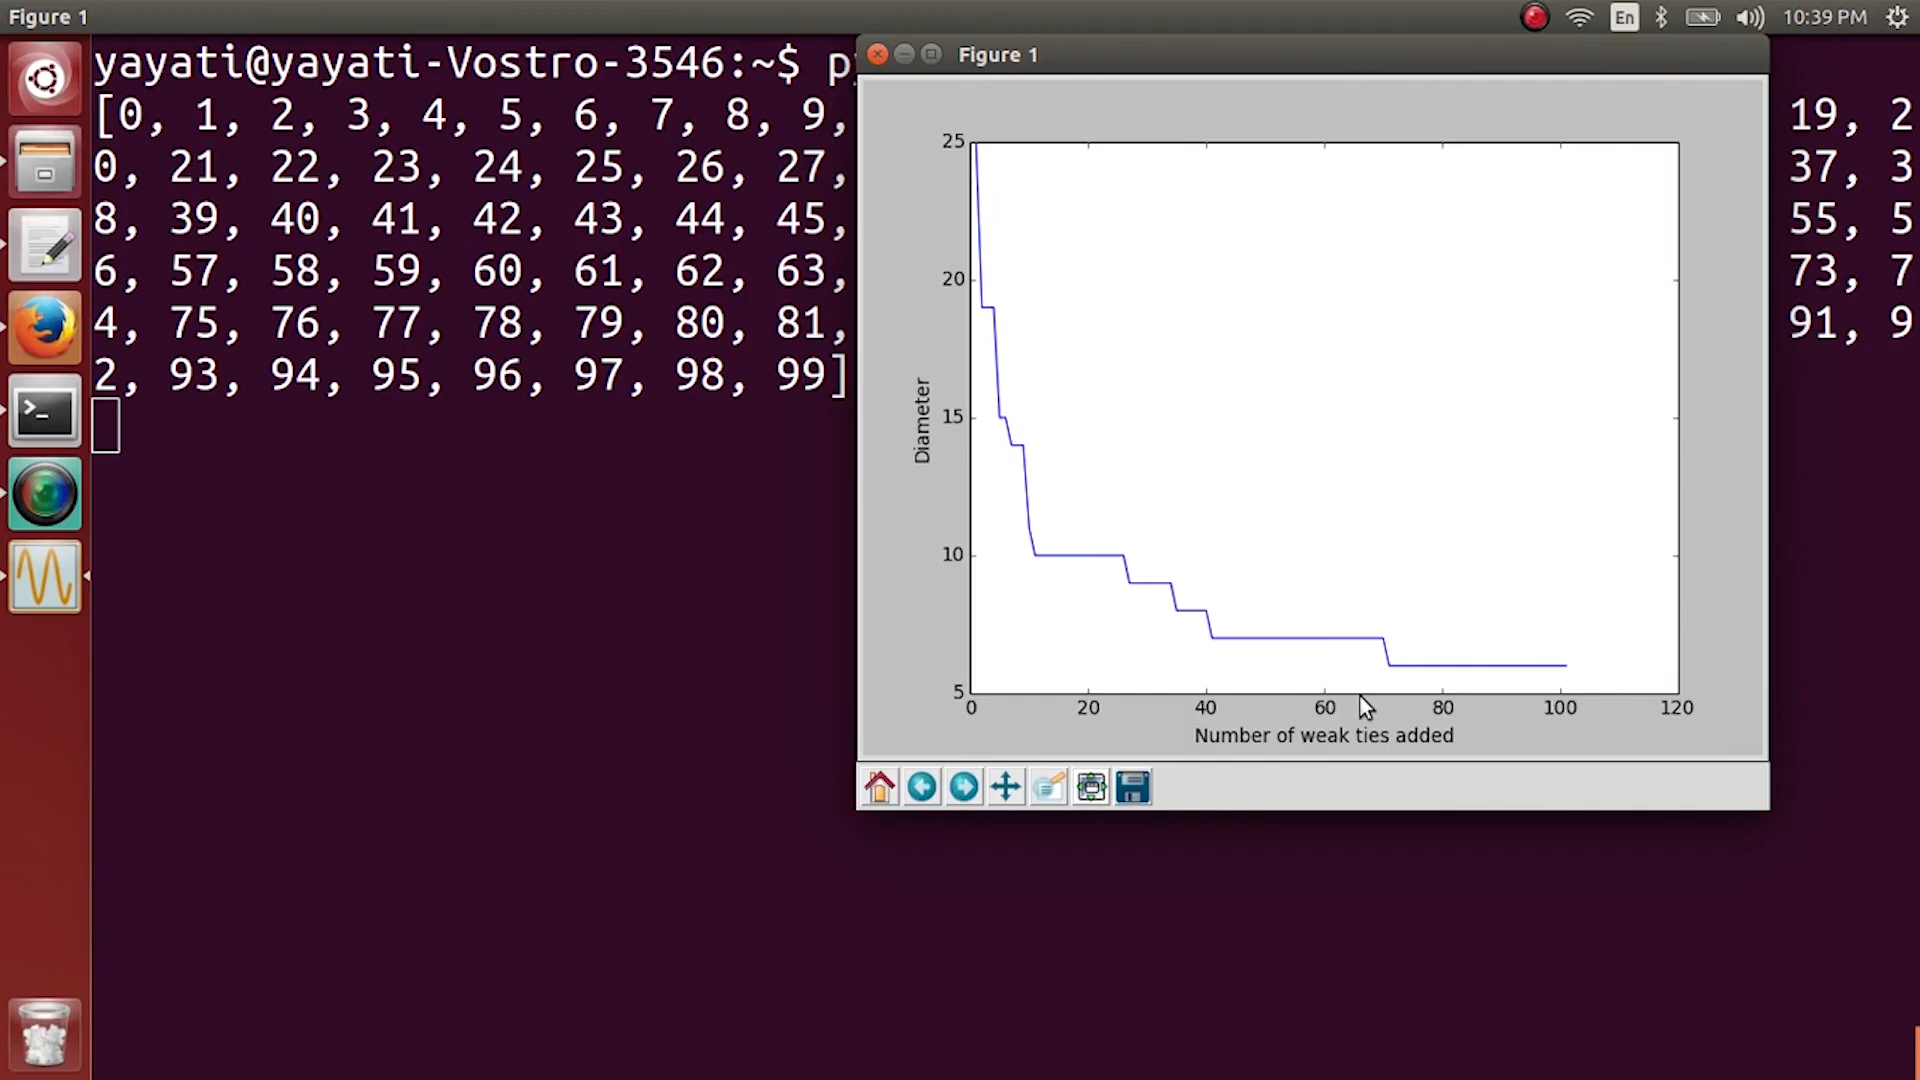 Figure 1
En
10:39 PM
yayati@yayati-Vostro-3546:~$
[0, 1, 2, 3, 4, 5, 6, 7, 8, 9, 19, 2
0, 21, 22, 23, 24, 25, 26, 27, 37, 3
8, 39, 40, 41, 42, 43, 44, 45, 55, 5
6, 57, 58, 59, 60, 61, 62, 63, 73, 7
4, 75, 76, 77, 78, 79, 80, 81, 91, 9
2, 93, 94, 95, 96, 97, 98, 99]
Figure 1
25
20
15
10
5
Diameter
0 20 40 60 80 100 120
Number of weak ties added